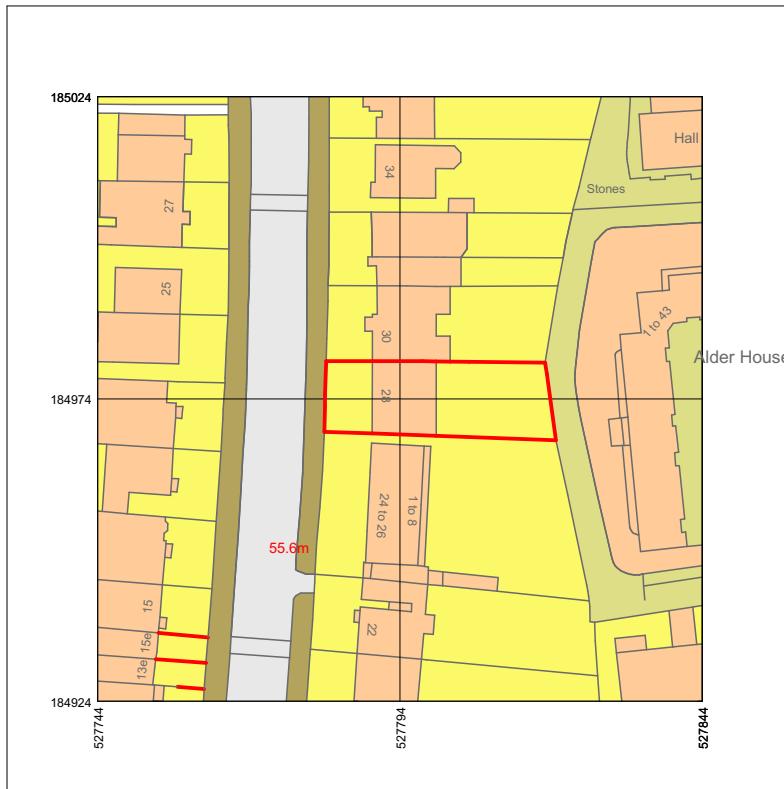 185024
Hall
34
Stones
27
25
1 to 43
30
Alder House
184974
28
1 to 8
24 to 26
55.6m
15
22
15e
13e
184924
527744
527794
527844